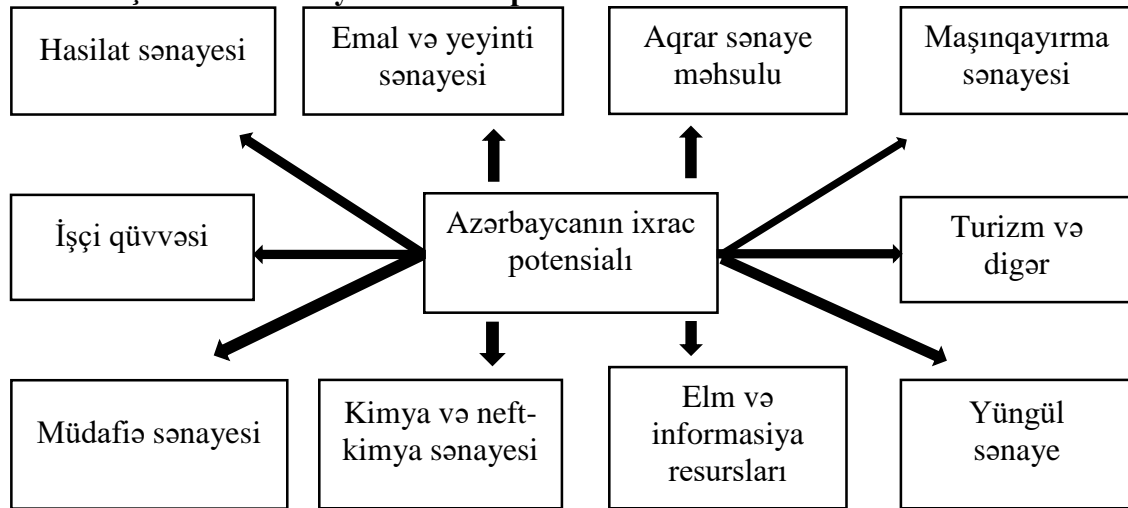 Hasilat sənayesi
Emal və yeyinti
sənayesi
Aqrar sənaye
məhsulu
Maşınqayırma
sənayesi
İşçi qüvvəsi
Azərbaycanın ixrac
potensialı
Turizm və
digər
Müdafiə sənayesi
Kimya və neft-
kimya sənayesi
Elm və
informasiya
resursları
Yüngül
sənaye